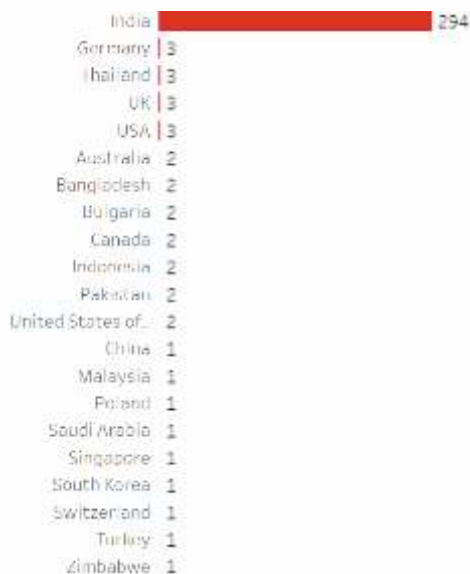 India 294
Germany 3
Thailand 3
UK 3
USA 3
Australia 2
Bangladesh 2
Bulgaria 2
Canada 2
Indonesia 2
Pakistan 2
United States of.. 2
China 1
Malaysia 1
Poland 1
Saudi Arabia 1
Singapore 1
South Korea 1
Switzerland 1
Turkey 1
Zimbabwe 1